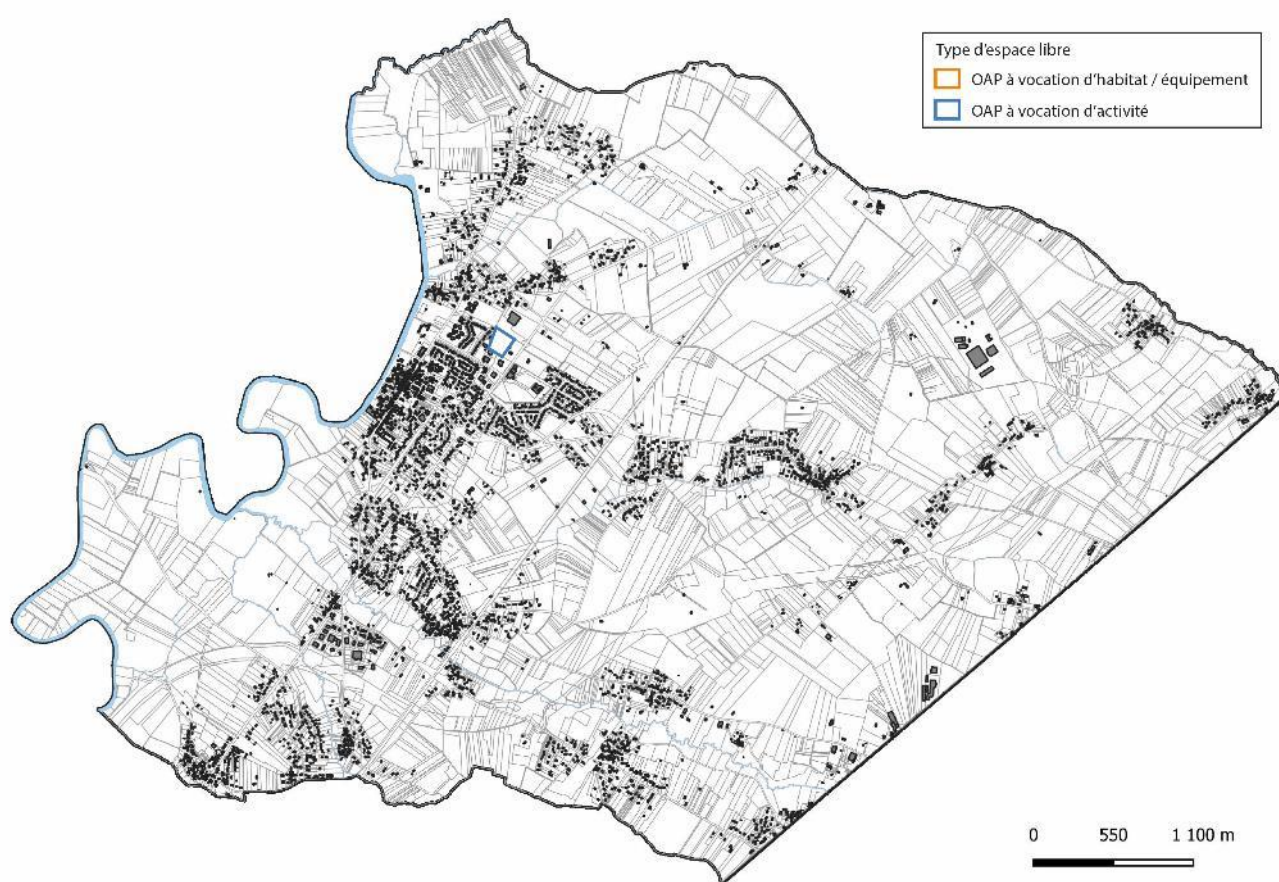 Type d'espace libre
OAP à vocation d'habitat / équipement
OAP à vocation d'activité
0 550 1 100 m